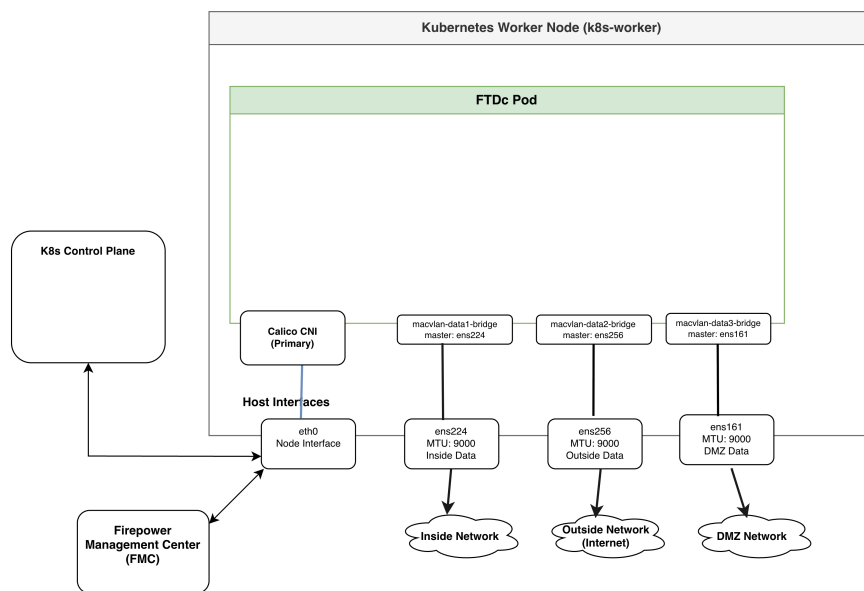 Kubernetes Worker Node (k8s-worker)
FTDc Pod
K8s Control Plane
Calico CNI
(Primary)
macvlan-data1-bridge
master: ens224
macvlan-data2-bridge
master: ens256
macvlan-data3-bridge
master: ens161
Host Interfaces
eth0
Node Interface
ens224
MTU: 9000
Inside Data
ens256
MTU: 9000
Outside Data
ens161
MTU: 9000
DMZ Data
Firepower
Management Center
(FMC)
Inside Network
Outside Network
(Internet)
DMZ Network